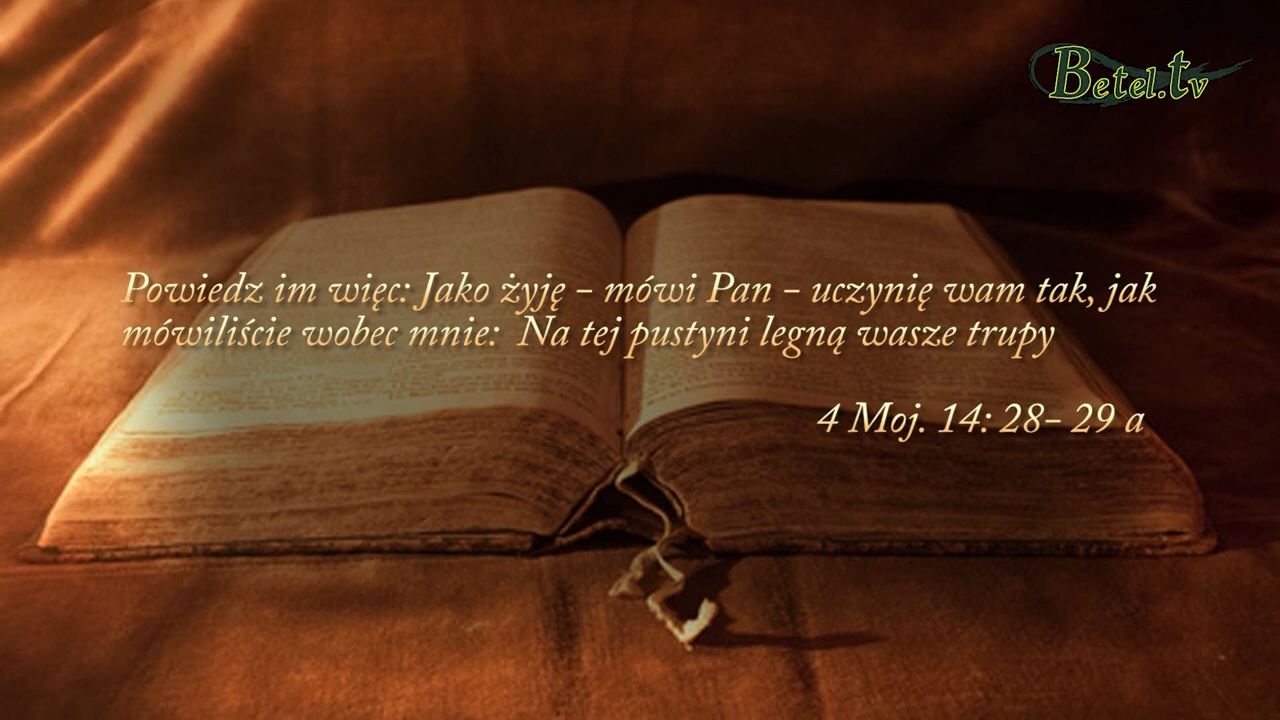 Betel.tv
Powiedz im więc: Jako żyję - mówi Pan - uczynię wam tak, jak
mówiliście wobec mnie: Na tej pustyni legną wasze trupy
4 Moj. 14: 28- 29 a